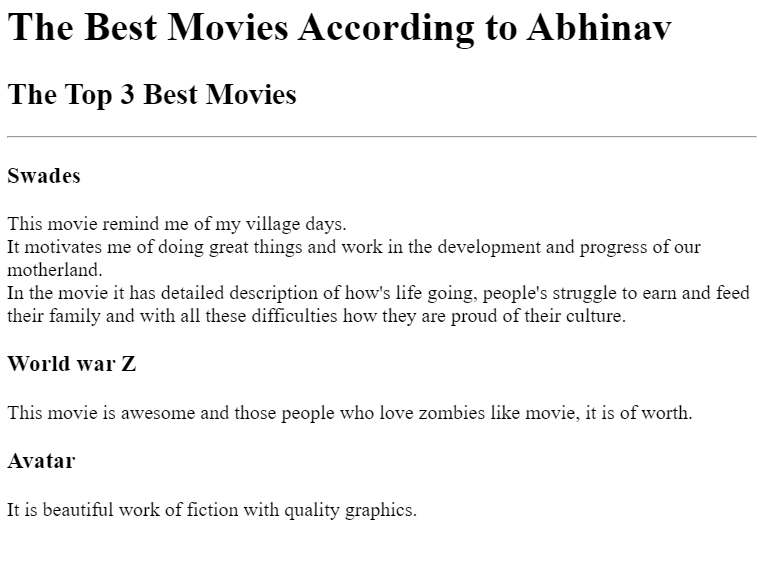 The Best Movies According to Abhinav
The Top 3 Best Movies
Swades
This movie remind me of my village days.
It motivates me of doing great things and work in the development and progress of our
motherland.
In the movie it has detailed description of how's life going, people's struggle to earn and feed
their family and with all these difficulties how they are proud of their culture.
World war Z
This movie is awesome and those people who love zombies like movie, it is of worth.
Avatar
It is beautiful work of fiction with quality graphics.